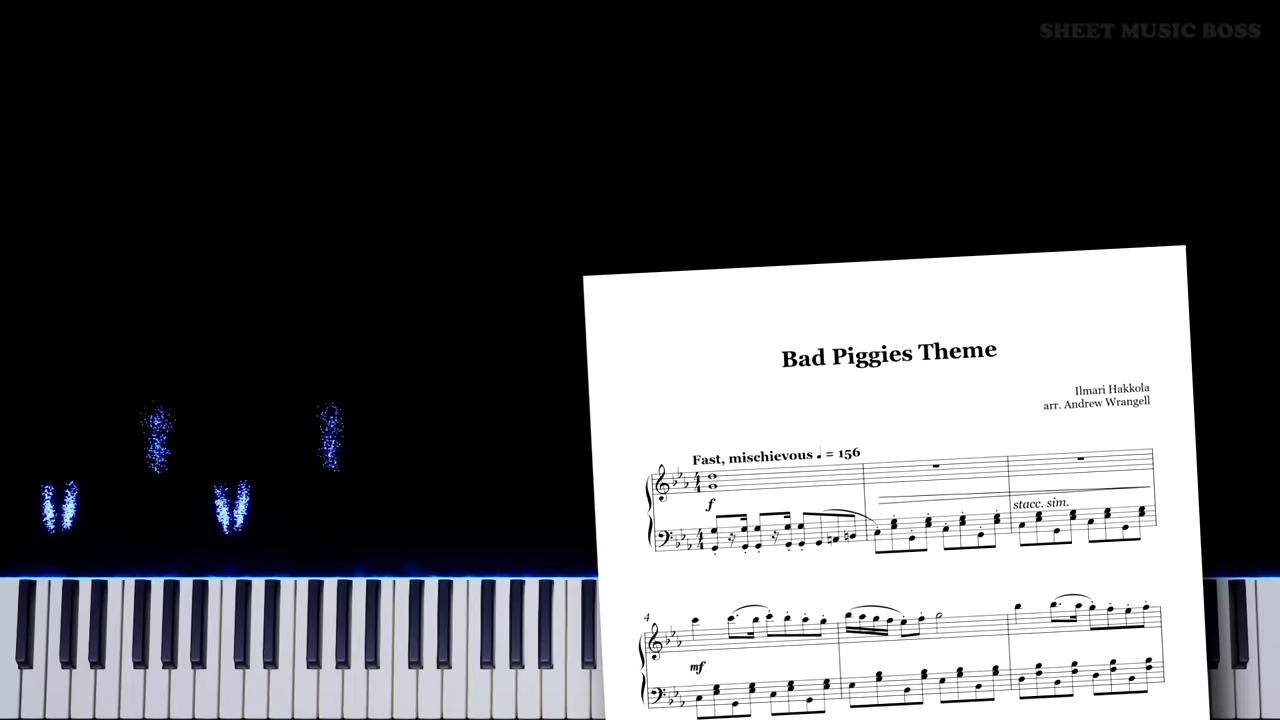 SHEET MUSIC BOSS
Bad Piggies Theme
Ilmari Hakkola
arr. Andrew Wrangell
Fast, mischievous ♩ = 156
f
stacc. sim.
4
mf